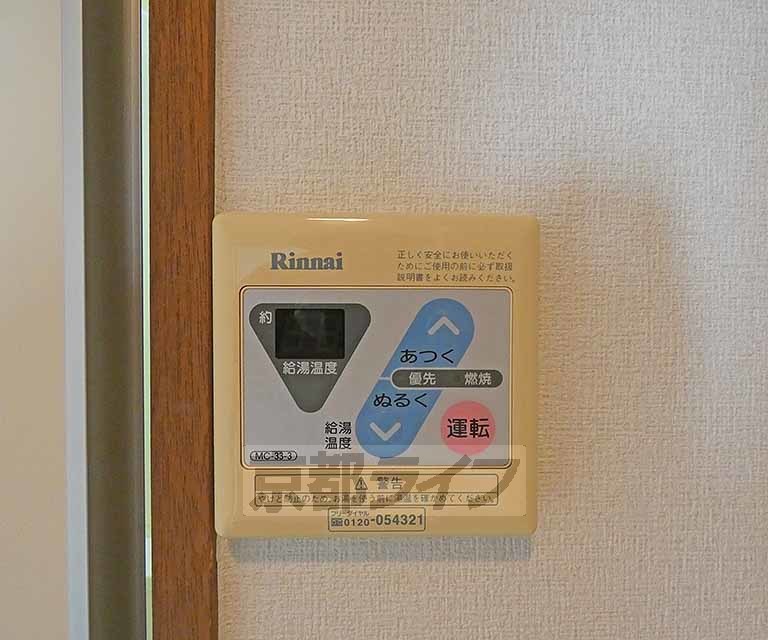 Rinnai
正しく安全にお使いいただく
ためにご使用の前に必ず取扱
説明書をよくお読みください。
約
給湯温度
あつく
優先 燃焼
ぬるく
給湯
温度
運転
MC-33-3
京都ライフ
⚠ 警告
やけど防止のため、お湯を使う前に湯温を確かめてください。
フリーダイヤル
0120-054321